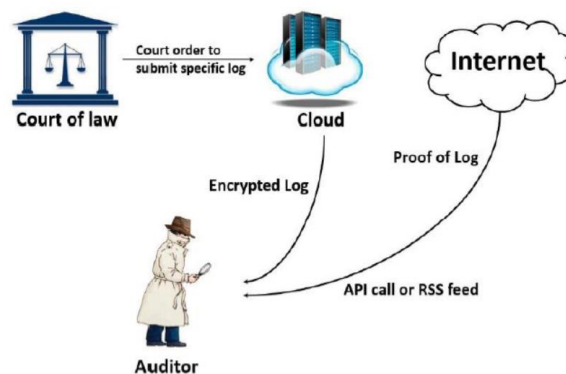 Court order to
submit specific log
Internet
Court of law
Cloud
Proof of Log
Encrypted Log
API call or RSS feed
Auditor